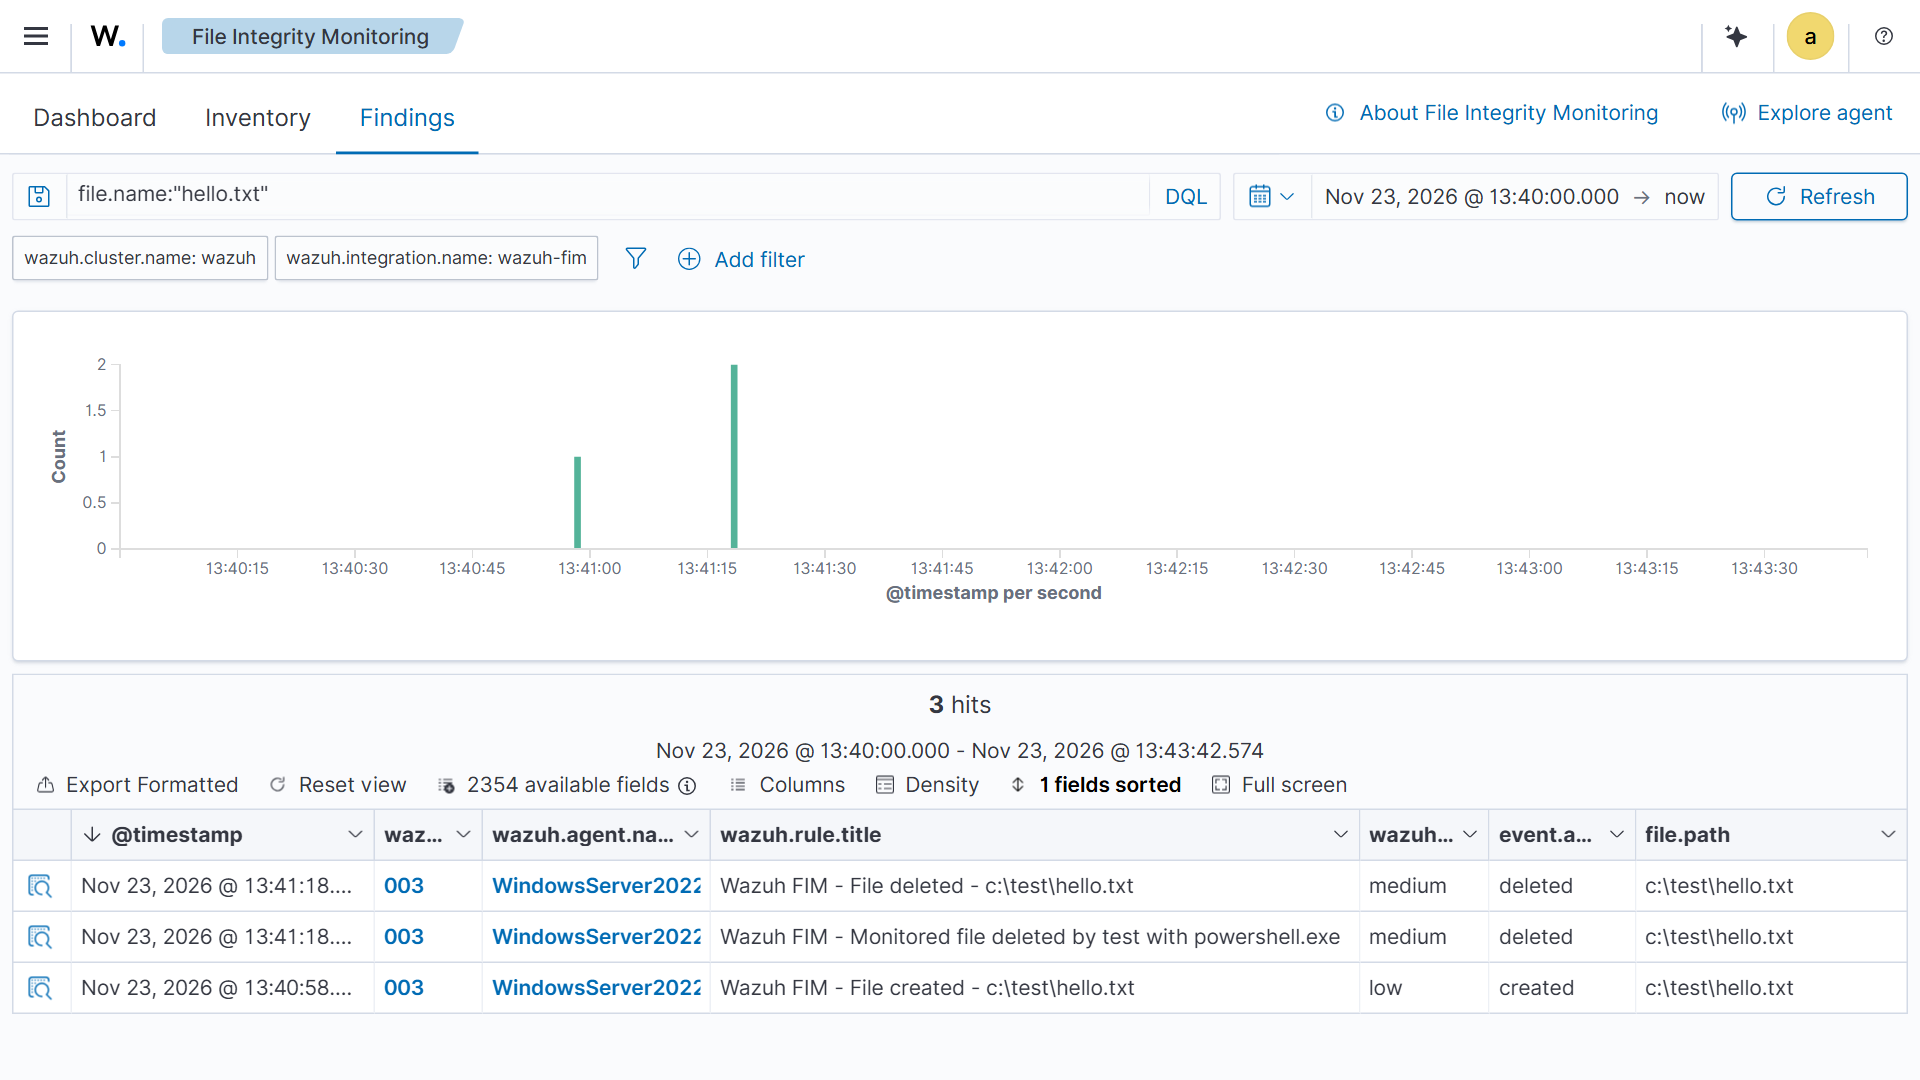 W.
File Integrity Monitoring
a
Dashboard
Inventory
Findings
About File Integrity Monitoring
Explore agent
file.name:"hello.txt"
DQL
Nov 23, 2026 @ 13:40:00.000 → now
Refresh
wazuh.cluster.name: wazuh
wazuh.integration.name: wazuh-fim
Add filter
2
1.5
1
0.5
0
Count
13:40:15 13:40:30 13:40:45 13:41:00 13:41:15 13:41:30 13:41:45 13:42:00 13:42:15 13:42:30 13:42:45 13:43:00 13:43:15 13:43:30
@timestamp per second
3 hits
Nov 23, 2026 @ 13:40:00.000 - Nov 23, 2026 @ 13:43:42.574
Export Formatted Reset view 2354 available fields Columns Density 1 fields sorted Full screen
@timestamp waz... wazuh.agent.na... wazuh.rule.title wazuh... event.a... file.path
Nov 23, 2026 @ 13:41:18.... 003 WindowsServer2022 Wazuh FIM - File deleted - c:\test\hello.txt medium deleted c:\test\hello.txt
Nov 23, 2026 @ 13:41:18.... 003 WindowsServer2022 Wazuh FIM - Monitored file deleted by test with powershell.exe medium deleted c:\test\hello.txt
Nov 23, 2026 @ 13:40:58.... 003 WindowsServer2022 Wazuh FIM - File created - c:\test\hello.txt low created c:\test\hello.txt